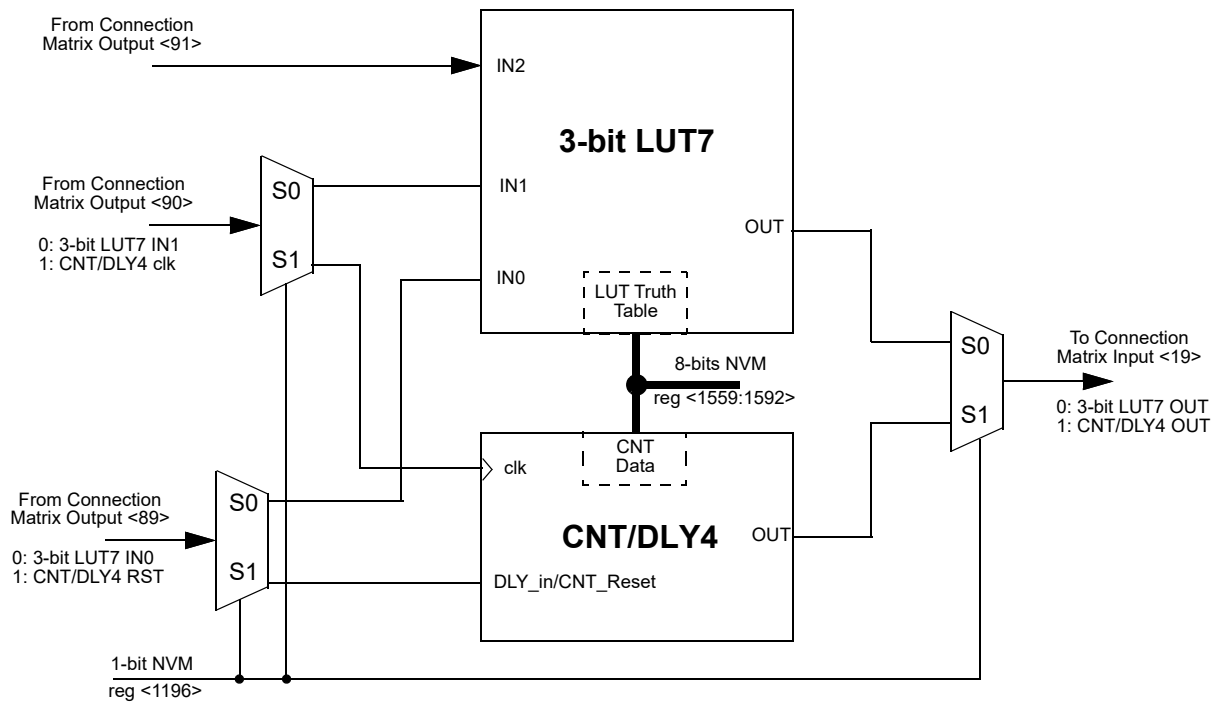 From Connection
Matrix Output <91>
IN2
3-bit LUT7
From Connection
Matrix Output <90>
0: 3-bit LUT7 IN1
1: CNT/DLY4 clk
S0
S1
IN1
IN0
OUT
LUT Truth
Table
8-bits NVM
reg <1559:1592>
S0
S1
To Connection
Matrix Input <19>
0: 3-bit LUT7 OUT
1: CNT/DLY4 OUT
CNT
Data
clk
CNT/DLY4
OUT
DLY_in/CNT_Reset
From Connection
Matrix Output <89>
0: 3-bit LUT7 IN0
1: CNT/DLY4 RST
S0
S1
1-bit NVM
reg <1196>